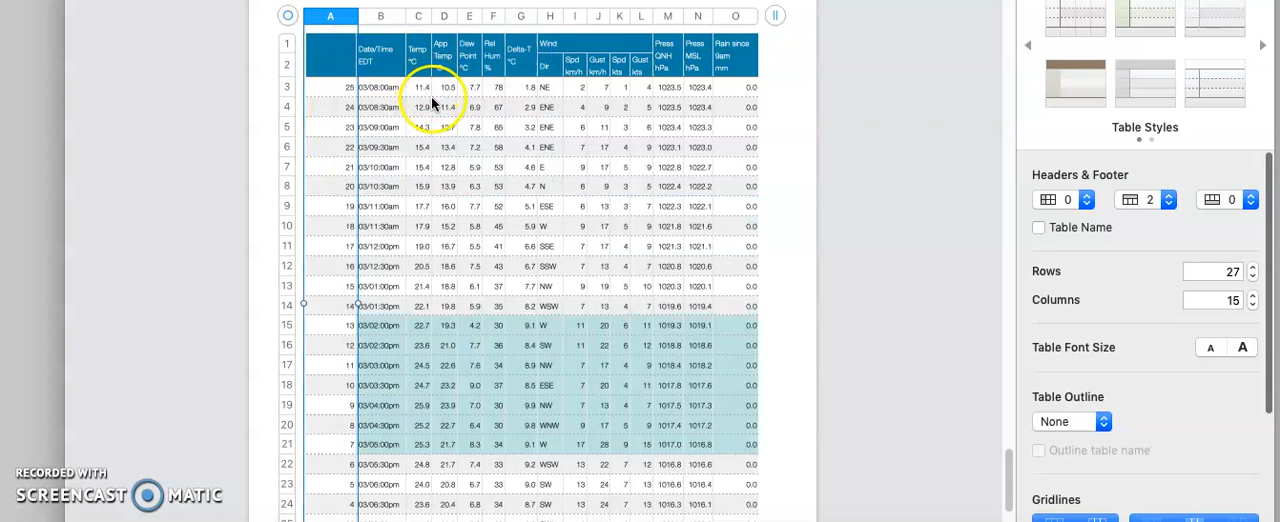 A B C D E F G H I J K L M N O
1 Date/Time Temp App Dew Rel Delta-T Wind Press Press Rain since
2 EDT °C Temp Point Hum °C Dir Spd Gust Spd Gust QNH MSL 9am
°C °C % km/h km/h kts kts hPa hPa mm
3 25 03/08:00am 11.4 10.5 7.7 78 1.8 NE 2 7 1 4 1023.5 1023.4 0.0
4 24 03/08:30am 12.9 11.4 6.9 67 2.9 ENE 4 9 2 5 1023.5 1023.4 0.0
5 23 03/09:00am 14.3 12.7 7.8 65 3.2 ENE 6 11 3 6 1023.4 1023.3 0.0
6 22 03/09:30am 15.4 13.4 7.2 58 4.1 ENE 7 17 4 9 1023.1 1023.0 0.0
7 21 03/10:00am 15.4 12.8 5.9 53 4.6 E 9 17 5 9 1022.8 1022.7 0.0
8 20 03/10:30am 15.9 13.9 6.3 53 4.7 N 6 9 3 5 1022.4 1022.2 0.0
9 19 03/11:00am 17.7 16.0 7.7 52 5.1 ESE 6 13 3 7 1022.3 1022.1 0.0
10 18 03/11:30am 17.9 15.2 5.8 45 5.9 W 9 17 5 9 1021.8 1021.6 0.0
11 17 03/12:00pm 19.0 16.7 5.5 41 6.6 SSE 7 17 4 9 1021.3 1021.1 0.0
12 16 03/12:30pm 20.5 18.6 7.5 43 6.7 SSW 7 13 4 7 1020.8 1020.6 0.0
13 15 03/01:00pm 21.4 18.8 6.1 37 7.7 NW 9 19 5 10 1020.3 1020.1 0.0
14 14 03/01:30pm 22.1 19.8 5.9 35 8.2 WSW 7 13 4 7 1019.6 1019.4 0.0
15 13 03/02:00pm 22.7 19.3 4.2 30 9.1 W 11 20 6 11 1019.3 1019.1 0.0
16 12 03/02:30pm 23.6 21.0 7.7 36 8.4 SW 11 22 6 12 1018.8 1018.6 0.0
17 11 03/03:00pm 24.5 22.6 7.6 34 8.9 NW 7 17 4 9 1018.4 1018.2 0.0
18 10 03/03:30pm 24.7 23.2 9.0 37 8.5 ESE 7 20 4 11 1017.8 1017.6 0.0
19 9 03/04:00pm 25.9 23.9 7.0 30 9.9 NW 7 13 4 7 1017.5 1017.3 0.0
20 8 03/04:30pm 25.2 22.7 6.4 30 9.8 WNW 9 17 5 9 1017.4 1017.2 0.0
21 7 03/05:00pm 25.3 21.7 8.3 34 9.1 W 17 28 9 15 1017.0 1016.8 0.0
22 6 03/05:30pm 24.8 21.7 7.4 33 9.2 WSW 13 22 7 12 1016.8 1016.6 0.0
23 5 03/06:00pm 24.0 20.8 6.7 33 9.0 SW 13 24 7 13 1016.6 1016.4 0.0
24 4 03/06:30pm 23.6 20.4 6.8 34 8.7 SW 13 24 7 13 1016.3 1016.1 0.0
Table Styles
Headers & Footer
0 2 0
Table Name
Rows 27
Columns 15
Table Font Size A A
Table Outline
None
Outline table name
Gridlines
RECORDED WITH
SCREENCAST MATIC